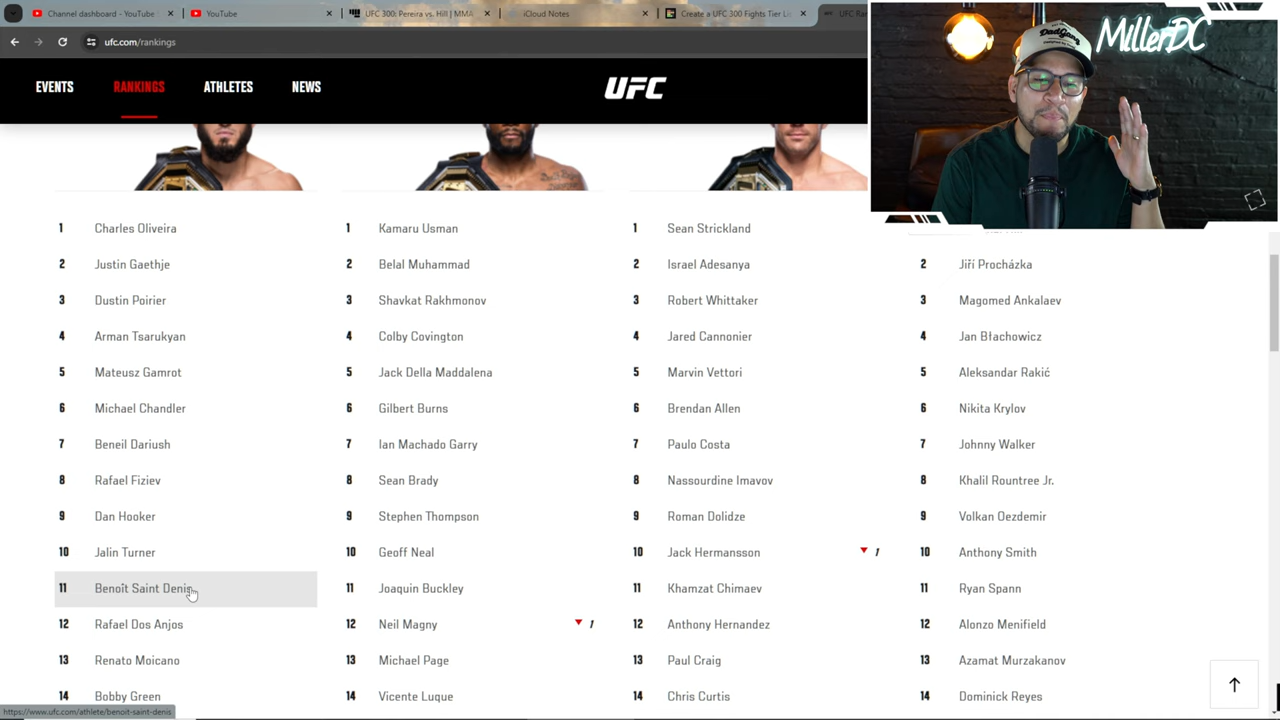 Channel dashboard - YouTube
YouTube
UFC 300: Pereira vs. Hill | MMA
iCloud Notes
Create a UFC 300 Fights Tier Li
UFC Ran
ufc.com/rankings
EVENTS
RANKINGS
ATHLETES
NEWS
UFC
DadGang
MillerDC
1 Charles Oliveira
2 Justin Gaethje
3 Dustin Poirier
4 Arman Tsarukyan
5 Mateusz Gamrot
6 Michael Chandler
7 Beneil Dariush
8 Rafael Fiziev
9 Dan Hooker
10 Jalin Turner
11 Benoît Saint Denis
12 Rafael Dos Anjos
13 Renato Moicano
14 Bobby Green
1 Kamaru Usman
2 Belal Muhammad
3 Shavkat Rakhmonov
4 Colby Covington
5 Jack Della Maddalena
6 Gilbert Burns
7 Ian Machado Garry
8 Sean Brady
9 Stephen Thompson
10 Geoff Neal
11 Joaquin Buckley
12 Neil Magny 1
13 Michael Page
14 Vicente Luque
1 Sean Strickland
2 Israel Adesanya
3 Robert Whittaker
4 Jared Cannonier
5 Marvin Vettori
6 Brendan Allen
7 Paulo Costa
8 Nassourdine Imavov
9 Roman Dolidze
10 Jack Hermansson 1
11 Khamzat Chimaev
12 Anthony Hernandez
13 Paul Craig
14 Chris Curtis
2 Jiří Procházka
3 Magomed Ankalaev
4 Jan Błachowicz
5 Aleksandar Rakić
6 Nikita Krylov
7 Johnny Walker
8 Khalil Rountree Jr.
9 Volkan Oezdemir
10 Anthony Smith
11 Ryan Spann
12 Alonzo Menifield
13 Azamat Murzakanov
14 Dominick Reyes
https://www.ufc.com/athlete/benoit-saint-denis